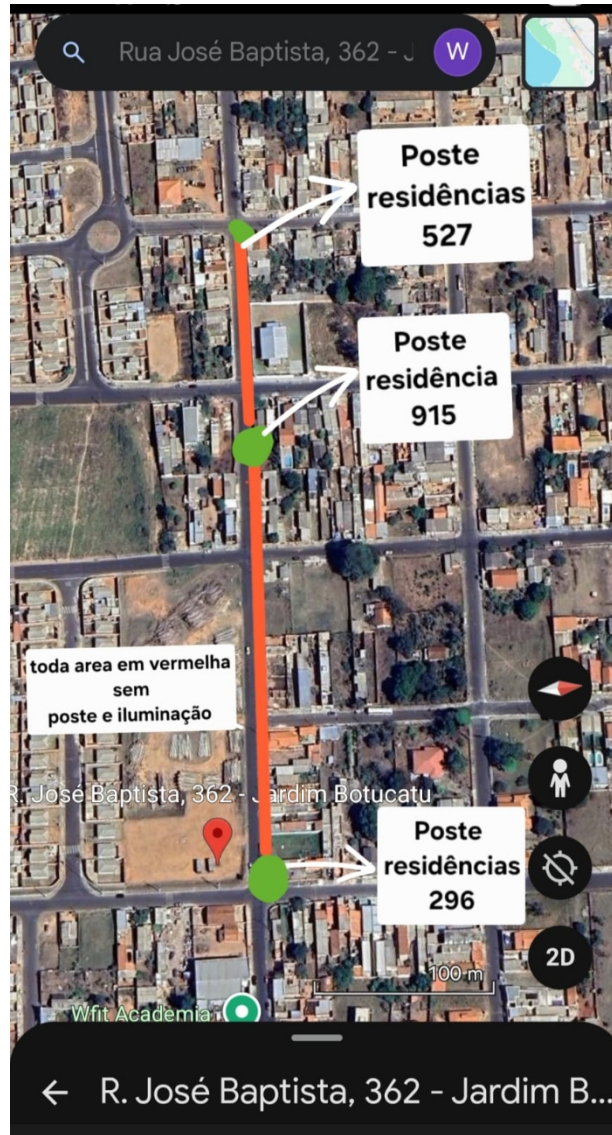 Rua José Baptista, 362 - J
W
Poste
residências
527
Poste
residência
915
toda area em vermelha
sem
poste e iluminação
R. José Baptista, 362 - Jardim Botucatu
Poste
residências
296
2D
100 m
Wfit Academia
R. José Baptista, 362 - Jardim B...